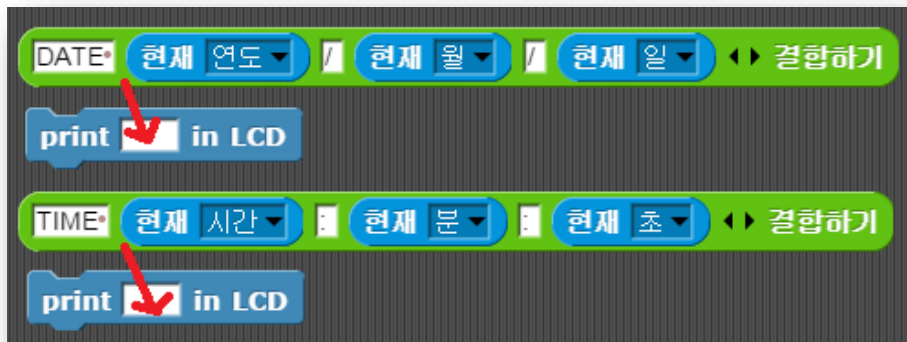 DATE 현재 연도 / 현재 월 / 현재 일 결합하기
print in LCD
TIME 현재 시간 : 현재 분 : 현재 초 결합하기
print in LCD